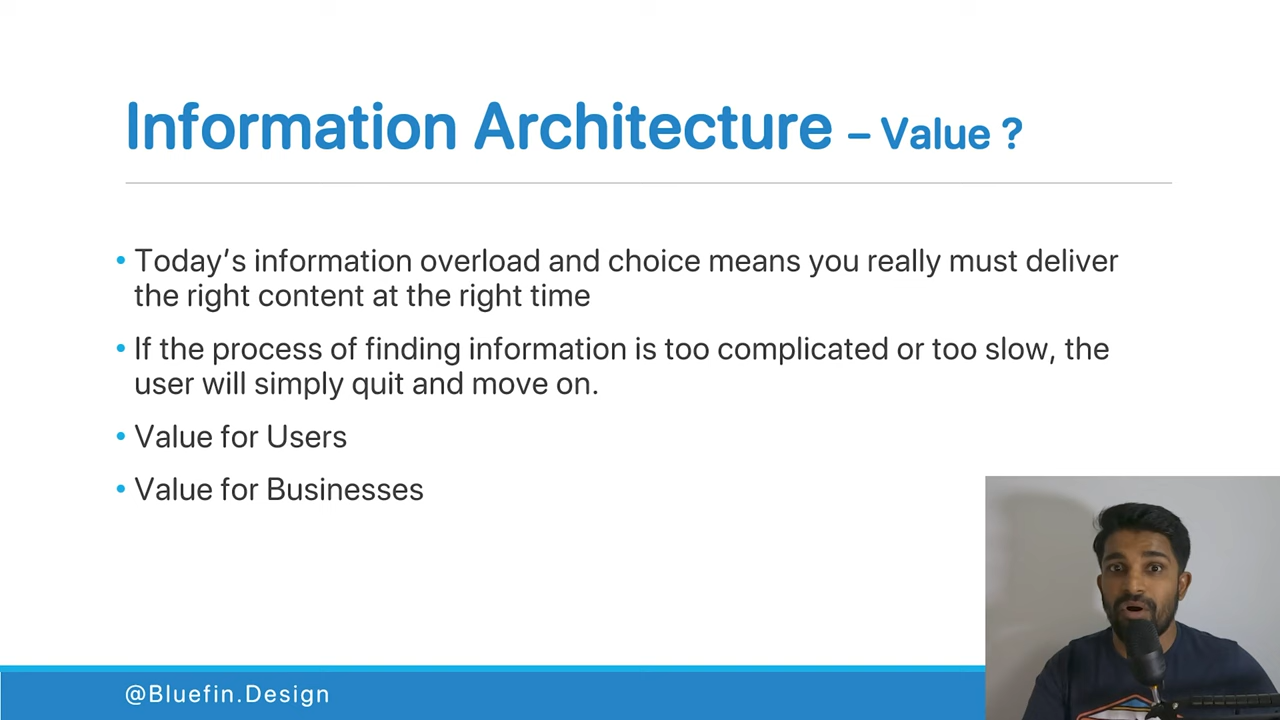 Information Architecture – Value ?
• Today’s information overload and choice means you really must deliver
the right content at the right time
• If the process of finding information is too complicated or too slow, the
user will simply quit and move on.
• Value for Users
• Value for Businesses
@Bluefin.Design